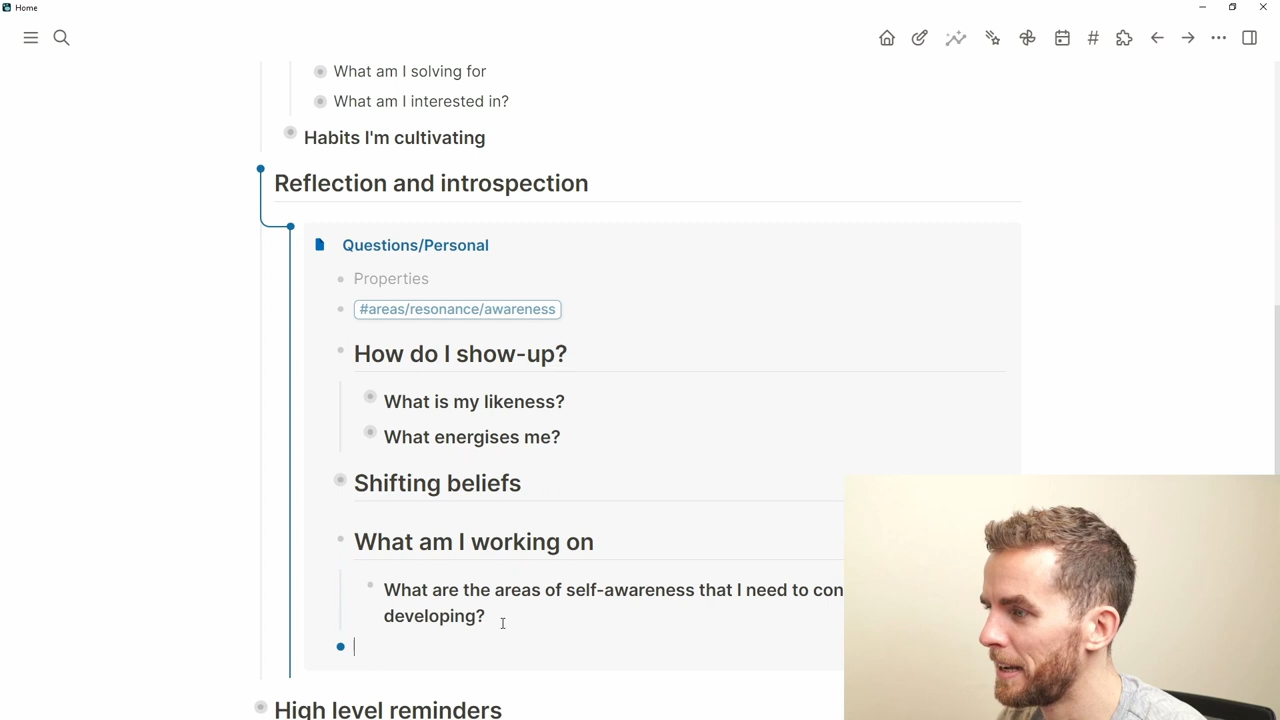 Home
What am I solving for
What am I interested in?
Habits I'm cultivating
Reflection and introspection
Questions/Personal
Properties
#areas/resonance/awareness
How do I show-up?
What is my likeness?
What energises me?
Shifting beliefs
What am I working on
What are the areas of self-awareness that I need to con
developing?
High level reminders